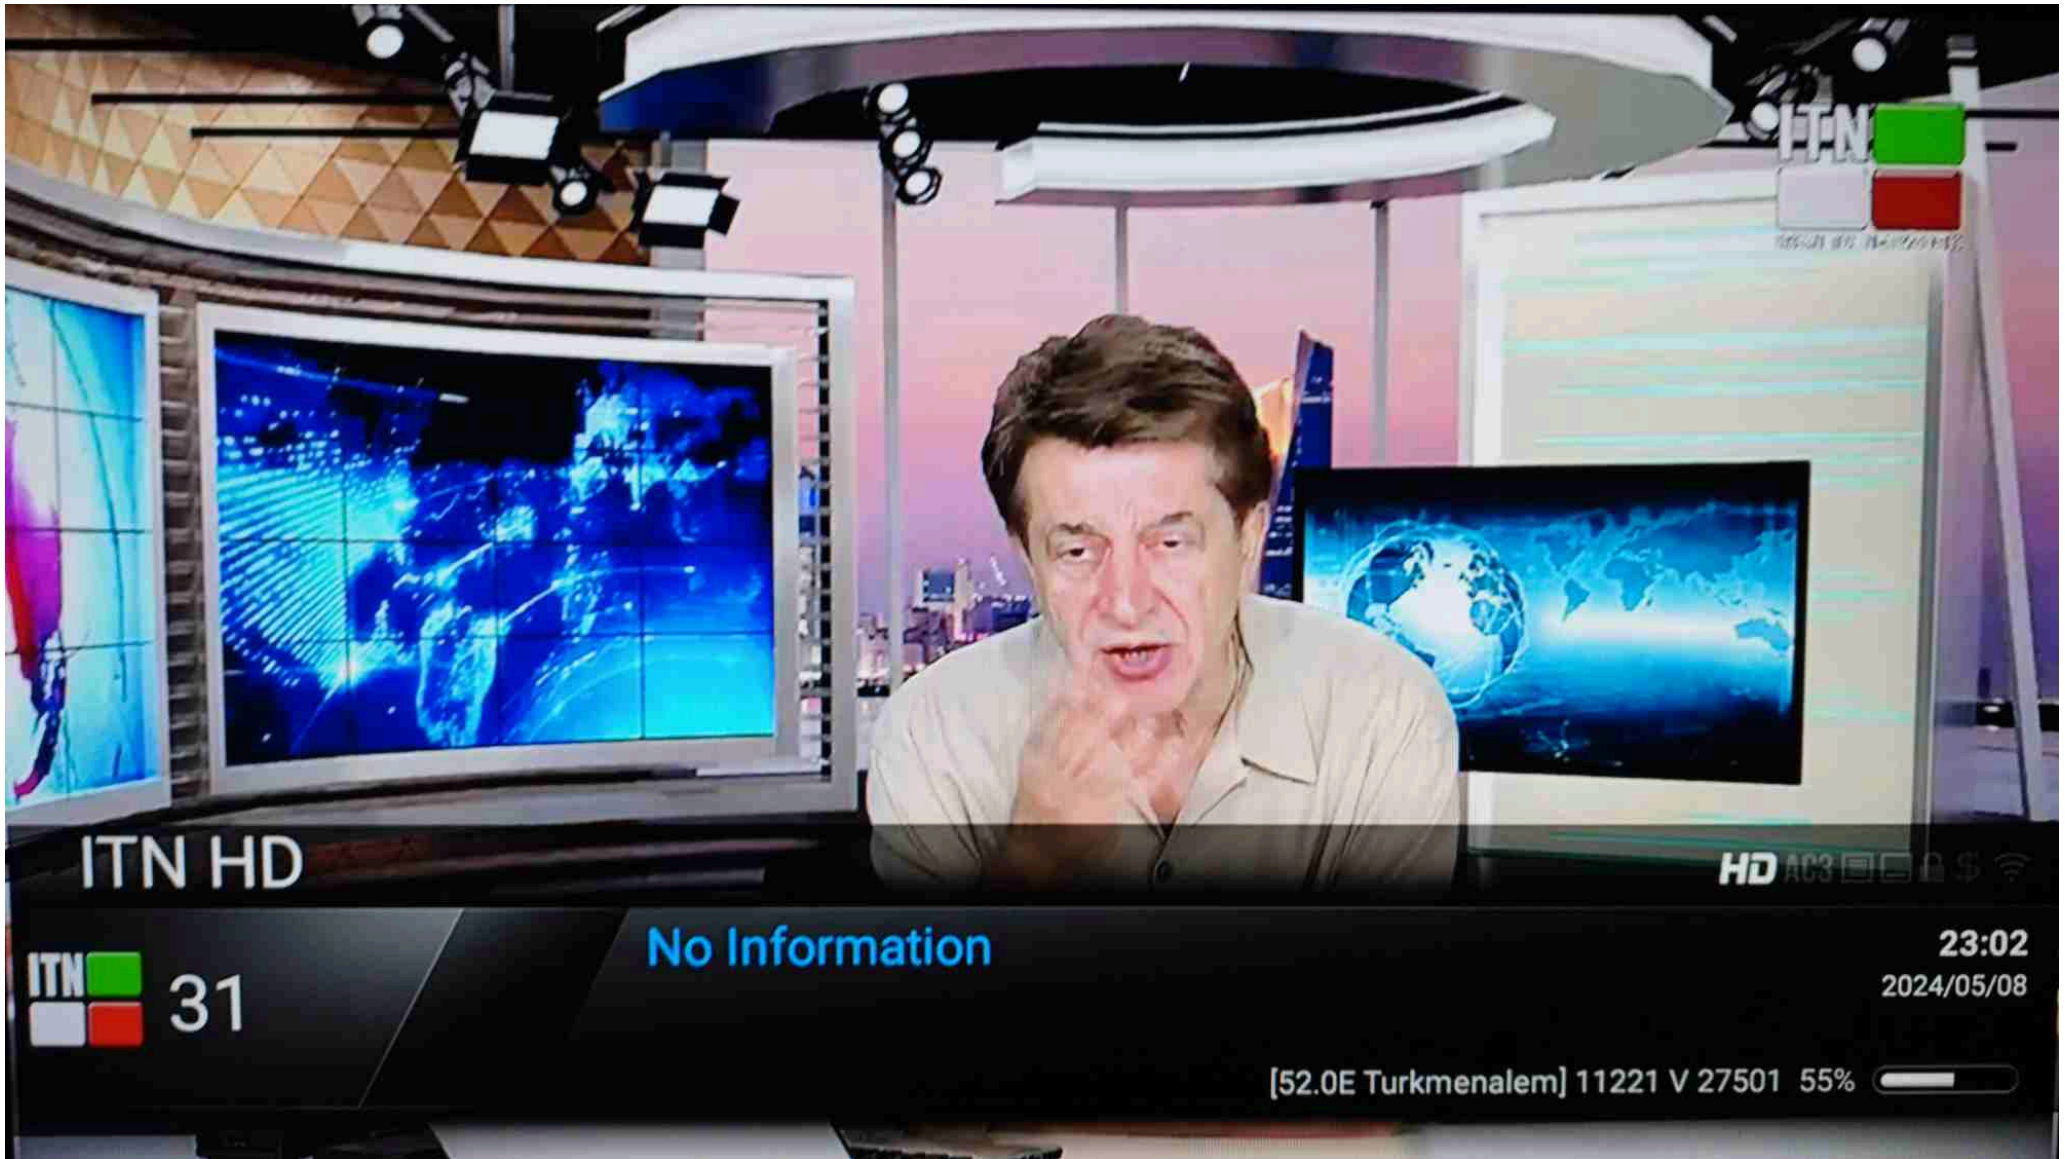 ITN
ITN HD
HD AC3
ITN
31
No Information
23:02
2024/05/08
[52.0E Turkmenalem] 11221 V 27501 55%